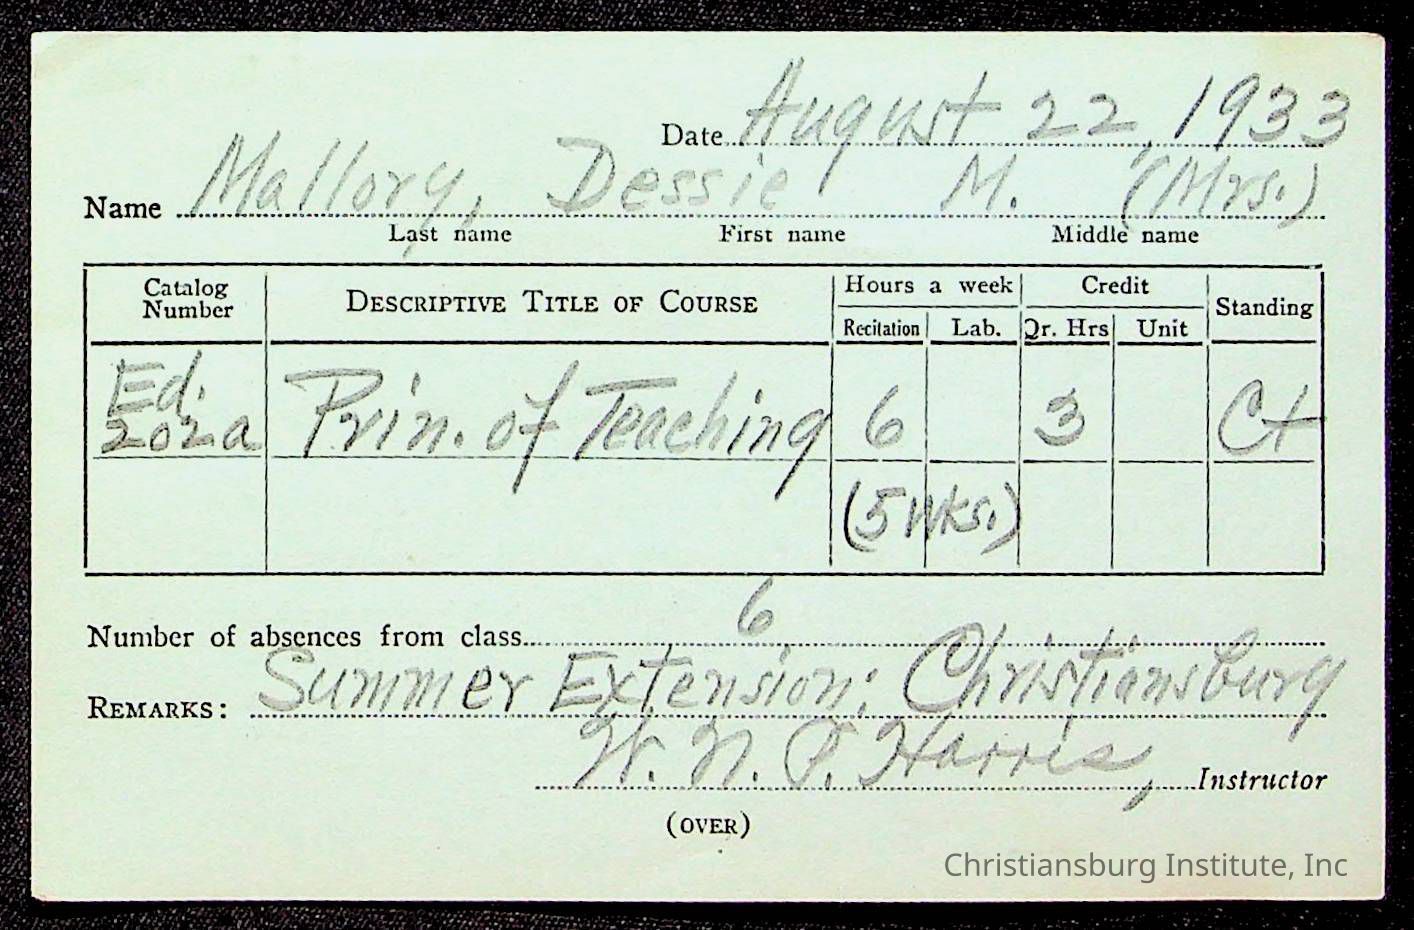 Date August 22, 1933
Name Mallory, Dessie M. (Mrs.)
Last name First name Middle name
Catalog Number DESCRIPTIVE TITLE OF COURSE Hours a week Credit Standing
Recitation Lab. Qr. Hrs Unit
Ed. 202a Prin. of Teaching 6 3 Ct
(5 wks.)
Number of absences from class 6
REMARKS: Summer Extension; Christiansburg
W. N. P. Harris, Instructor
(OVER)
Christiansburg Institute, Inc